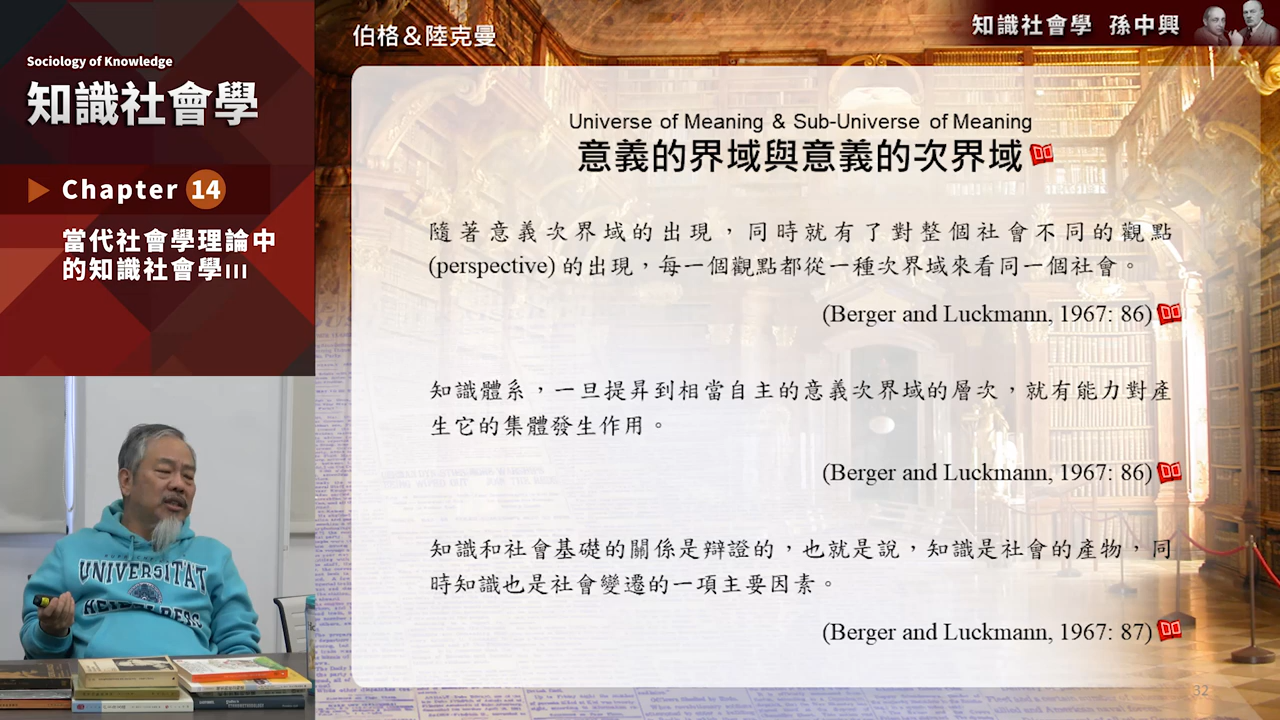 Sociology of Knowledge
知識社會學
Chapter 14
當代社會學理論中
的知識社會學III
伯格＆陸克曼
知識社會學 孫中興
Universe of Meaning & Sub-Universe of Meaning
意義的界域與意義的次界域
隨著意義次界域的出現，同時就有了對整個社會不同的觀點
(perspective) 的出現，每一個觀點都從一種次界域來看同一個社會。
(Berger and Luckmann, 1967: 86)
知識體系，一旦提昇到相當自主的意義次界域的層次，就有能力對產
生它的集體發生作用。
(Berger and Luckmann, 1967: 86)
知識和社會基礎的關係是辯證的，也就是說，知識是社會的產物，同
時知識也是社會變遷的一項主要因素。
(Berger and Luckmann, 1967: 87)
32
UNIVERSITÄT
HEIDELBERG